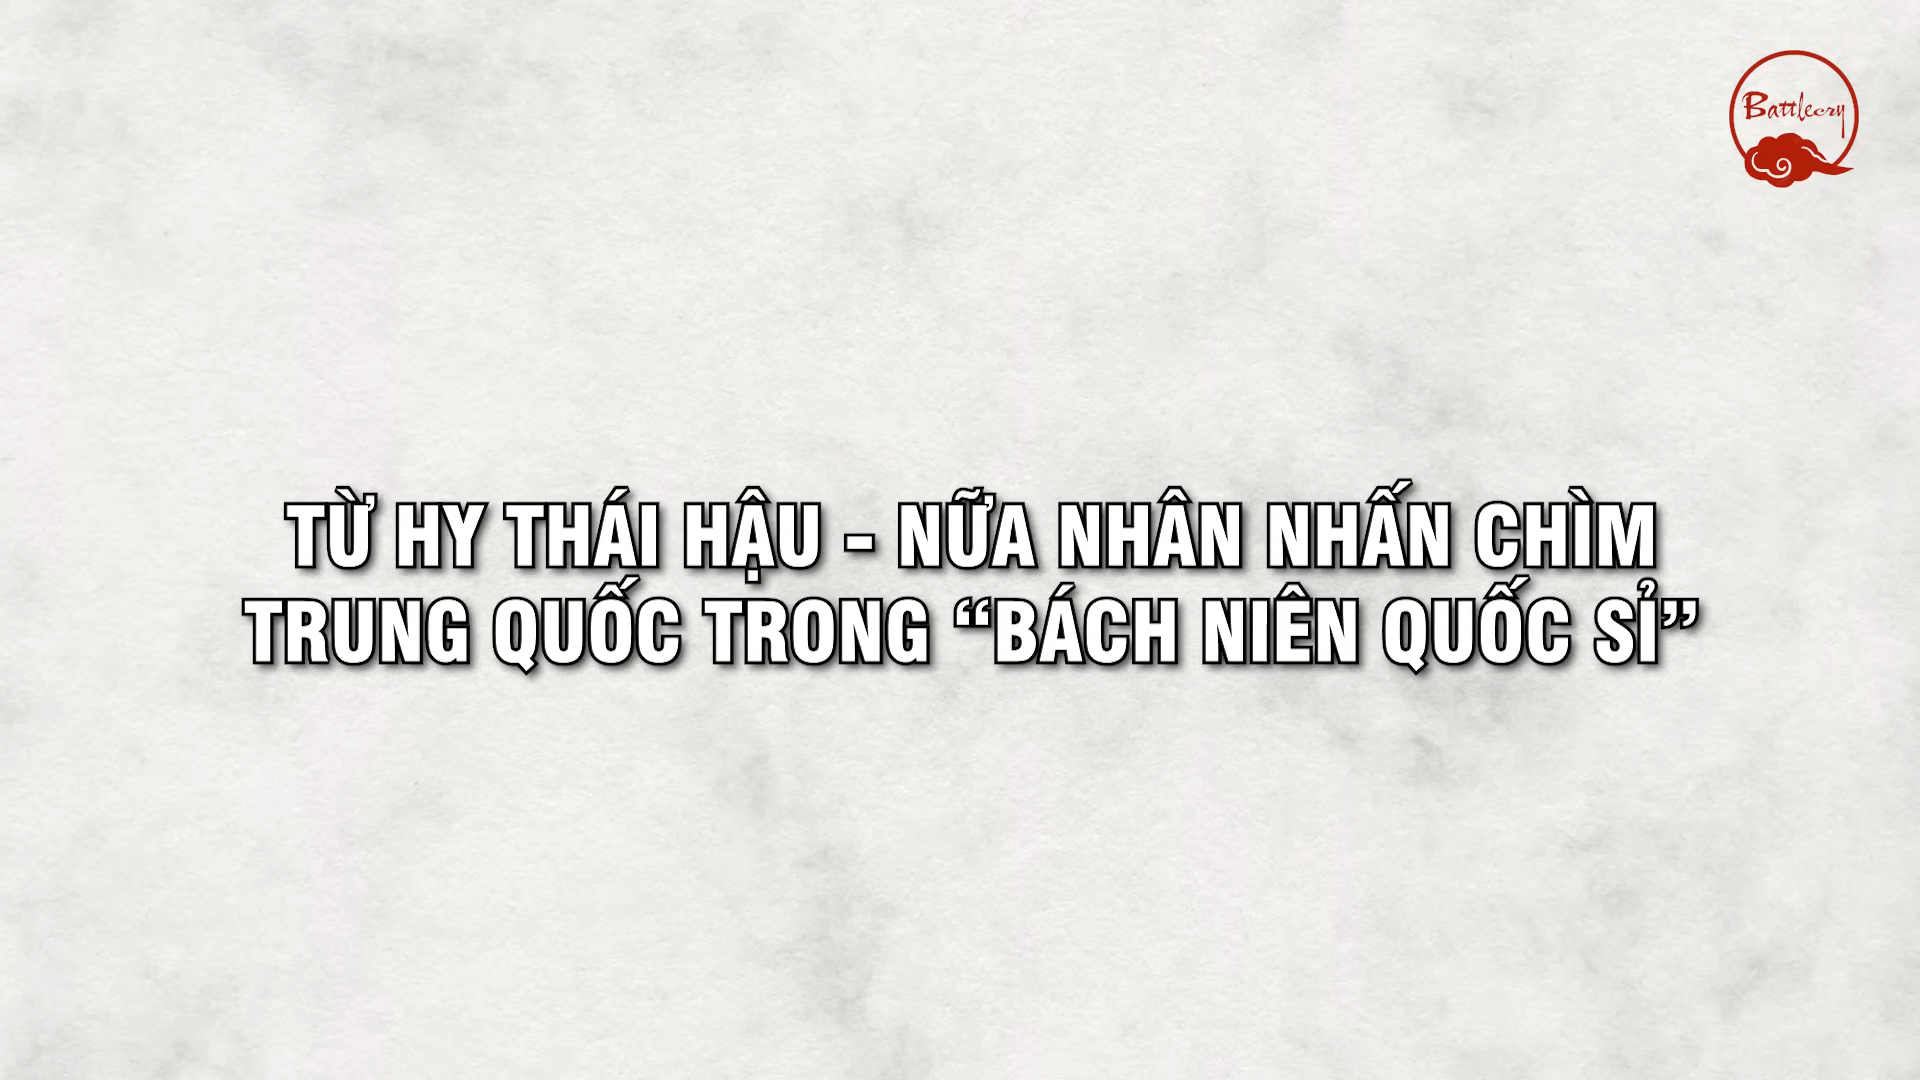 Battlecry
TỪ HY THÁI HẬU - NỮA NHÂN NHẤN CHÌM
TRUNG QUỐC TRONG “BÁCH NIÊN QUỐC SỈ”